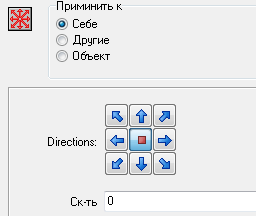 Приминить к
Себе
Другие
Объект
Directions:
Ск-ть 0